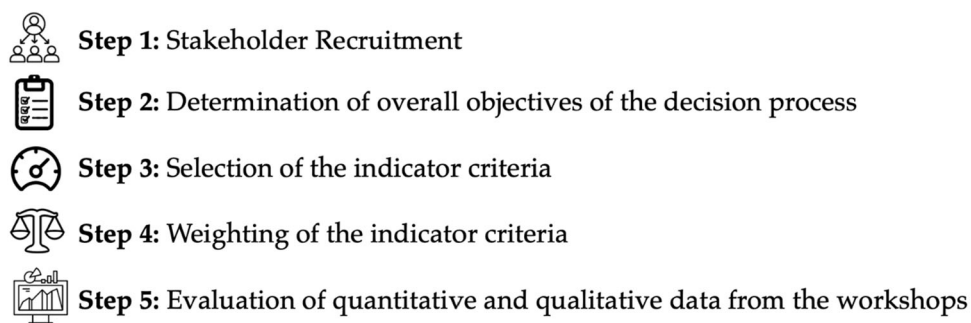 Step 1: Stakeholder Recruitment
Step 2: Determination of overall objectives of the decision process
Step 3: Selection of the indicator criteria
Step 4: Weighting of the indicator criteria
Step 5: Evaluation of quantitative and qualitative data from the workshops